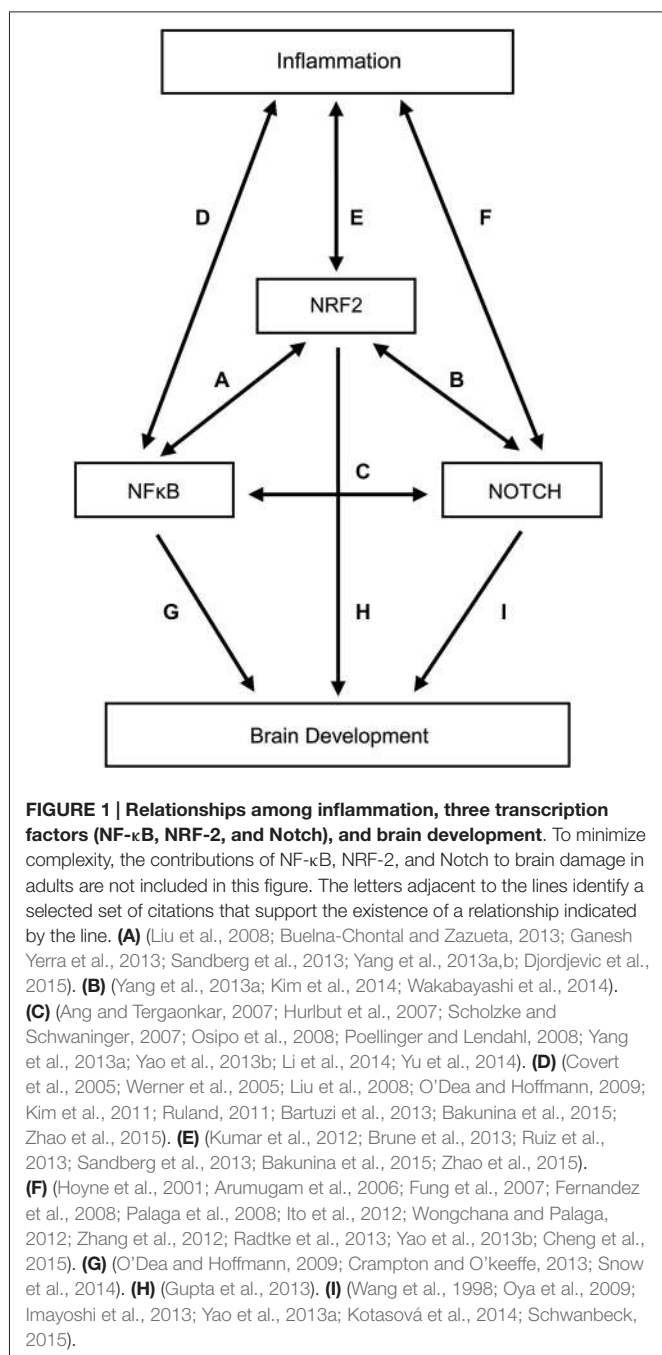 Inflammation
D
E
F
NRF2
A
B
C
NFκB
NOTCH
G
H
I
Brain Development
FIGURE 1 | Relationships among inflammation, three transcription
factors (NF-κB, NRF-2, and Notch), and brain development. To minimize
complexity, the contributions of NF-κB, NRF-2, and Notch to brain damage in
adults are not included in this figure. The letters adjacent to the lines identify a
selected set of citations that support the existence of a relationship indicated
by the line. (A) (Liu et al., 2008; Buelna-Chontal and Zazueta, 2013; Ganesh
Yerra et al., 2013; Sandberg et al., 2013; Yang et al., 2013a,b; Djordjevic et al.,
2015). (B) (Yang et al., 2013a; Kim et al., 2014; Wakabayashi et al., 2014).
(C) (Ang and Tergaonkar, 2007; Hurlbut et al., 2007; Scholzke and
Schwaninger, 2007; Osipo et al., 2008; Poellinger and Lendahl, 2008; Yang
et al., 2013a; Yao et al., 2013b; Li et al., 2014; Yu et al., 2014). (D) (Covert
et al., 2005; Werner et al., 2005; Liu et al., 2008; O'Dea and Hoffmann, 2009;
Kim et al., 2011; Ruland, 2011; Bartuzi et al., 2013; Bakunina et al., 2015;
Zhao et al., 2015). (E) (Kumar et al., 2012; Brune et al., 2013; Ruiz et al.,
2013; Sandberg et al., 2013; Bakunina et al., 2015; Zhao et al., 2015).
(F) (Hoyne et al., 2001; Arumugam et al., 2006; Fung et al., 2007; Fernandez
et al., 2008; Palaga et al., 2008; Ito et al., 2012; Wongchana and Palaga,
2012; Zhang et al., 2012; Radtke et al., 2013; Yao et al., 2013b; Cheng et al.,
2015). (G) (O'Dea and Hoffmann, 2009; Crampton and O'keeffe, 2013; Snow
et al., 2014). (H) (Gupta et al., 2013). (I) (Wang et al., 1998; Oya et al., 2009;
Imayoshi et al., 2013; Yao et al., 2013a; Kotasová et al., 2014; Schwanbeck,
2015).